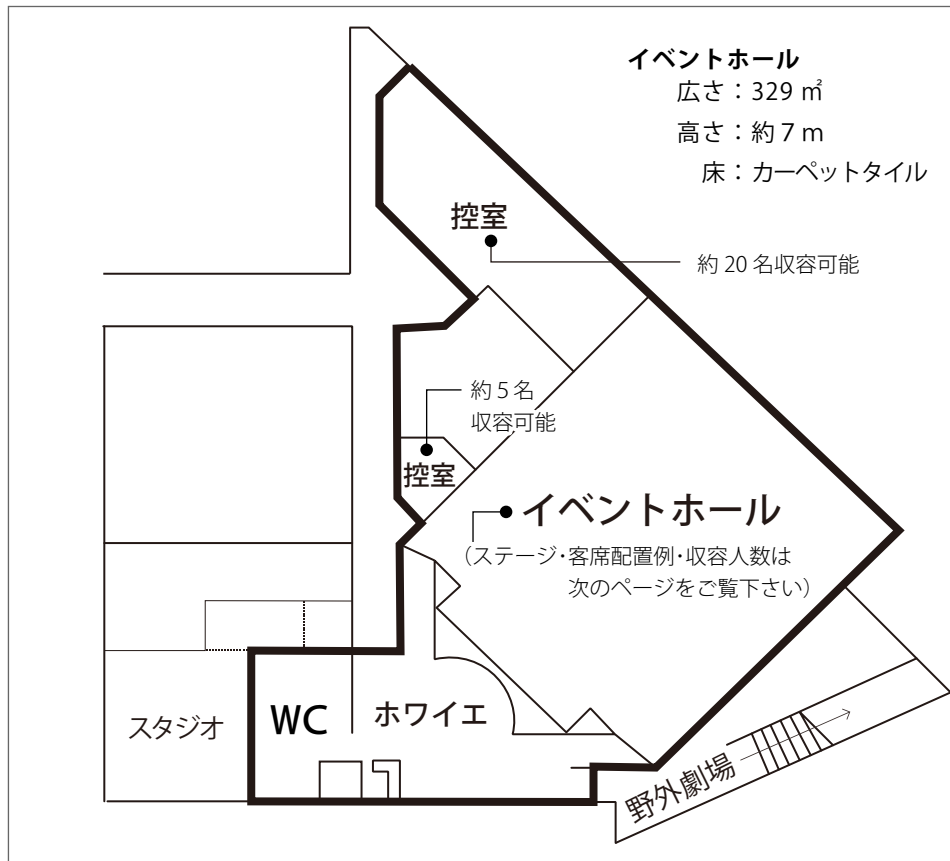 イベントホール
広さ：329 ㎡
高さ：約 7 m
床：カーペットタイル
控室
約 20 名収容可能
約 5 名
収容可能
控室
イベントホール
（ステージ・客席配置例・収容人数は
次のページをご覧下さい）
スタジオ
WC
ホワイエ
野外劇場